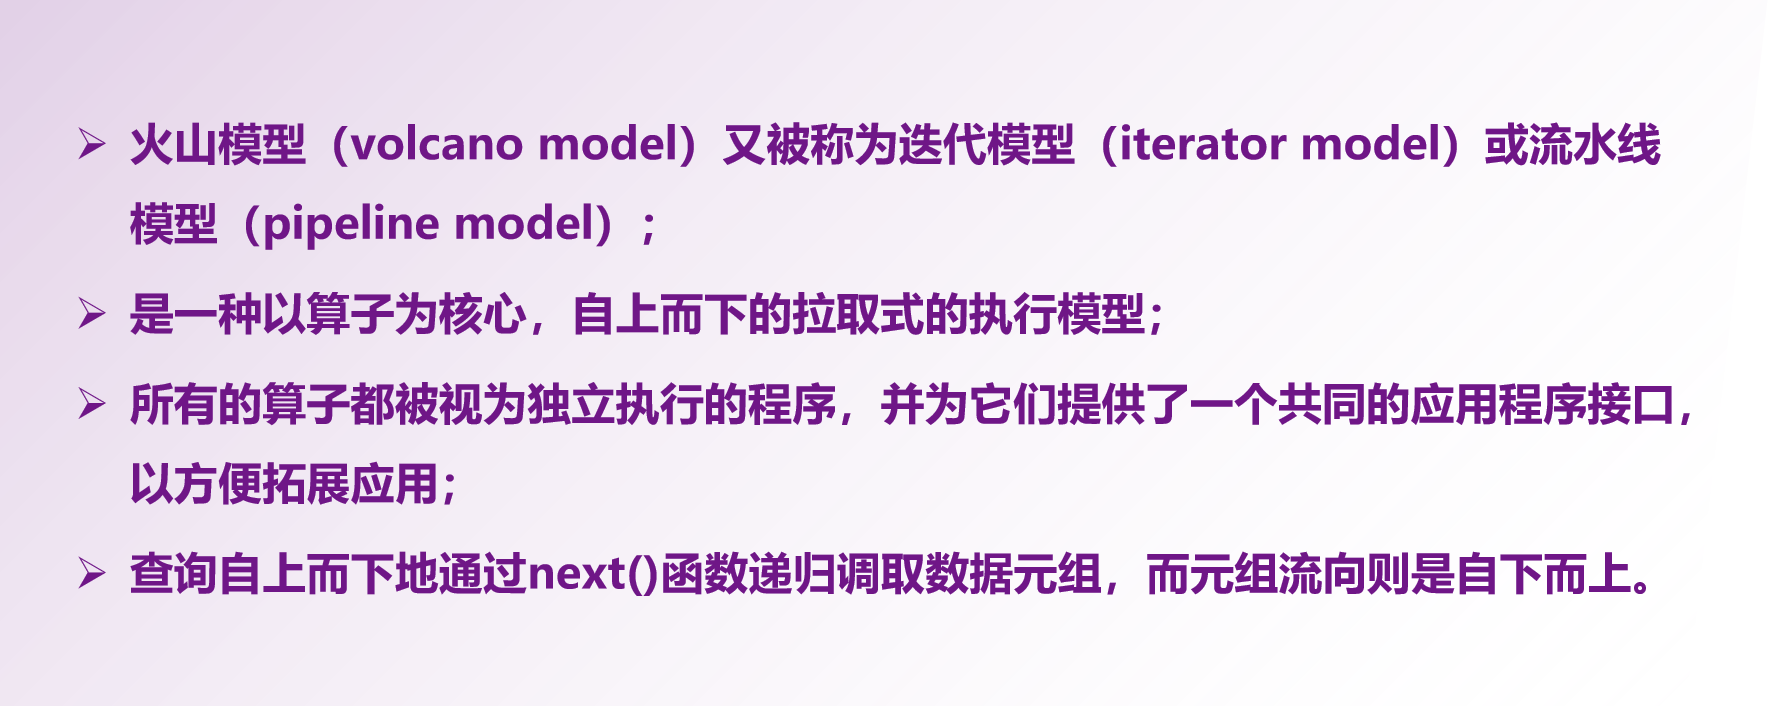 ➢ 火山模型（volcano model）又被称为迭代模型（iterator model）或流水线
模型（pipeline model）；
➢ 是一种以算子为核心，自上而下的拉取式的执行模型；
➢ 所有的算子都被视为独立执行的程序，并为它们提供了一个共同的应用程序接口，
以方便拓展应用；
➢ 查询自上而下地通过next()函数递归调取数据元组，而元组流向则是自下而上。